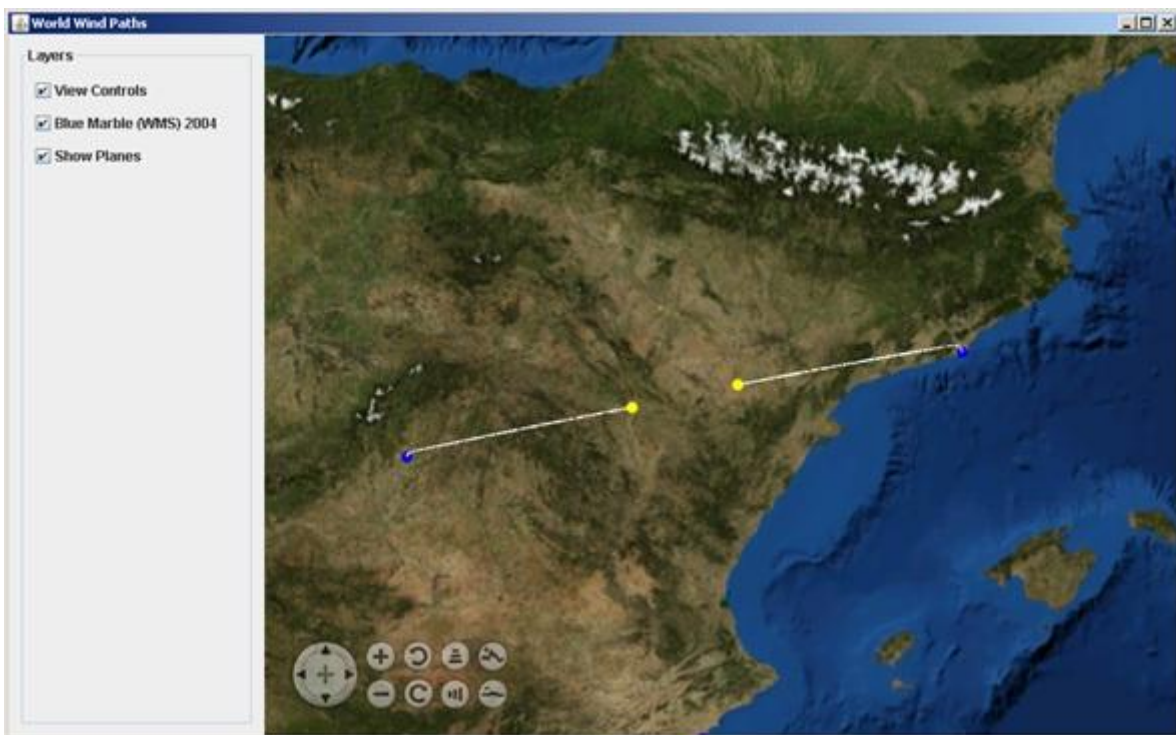 World Wind Paths
Layers
View Controls
Blue Marble (WMS) 2004
Show Planes